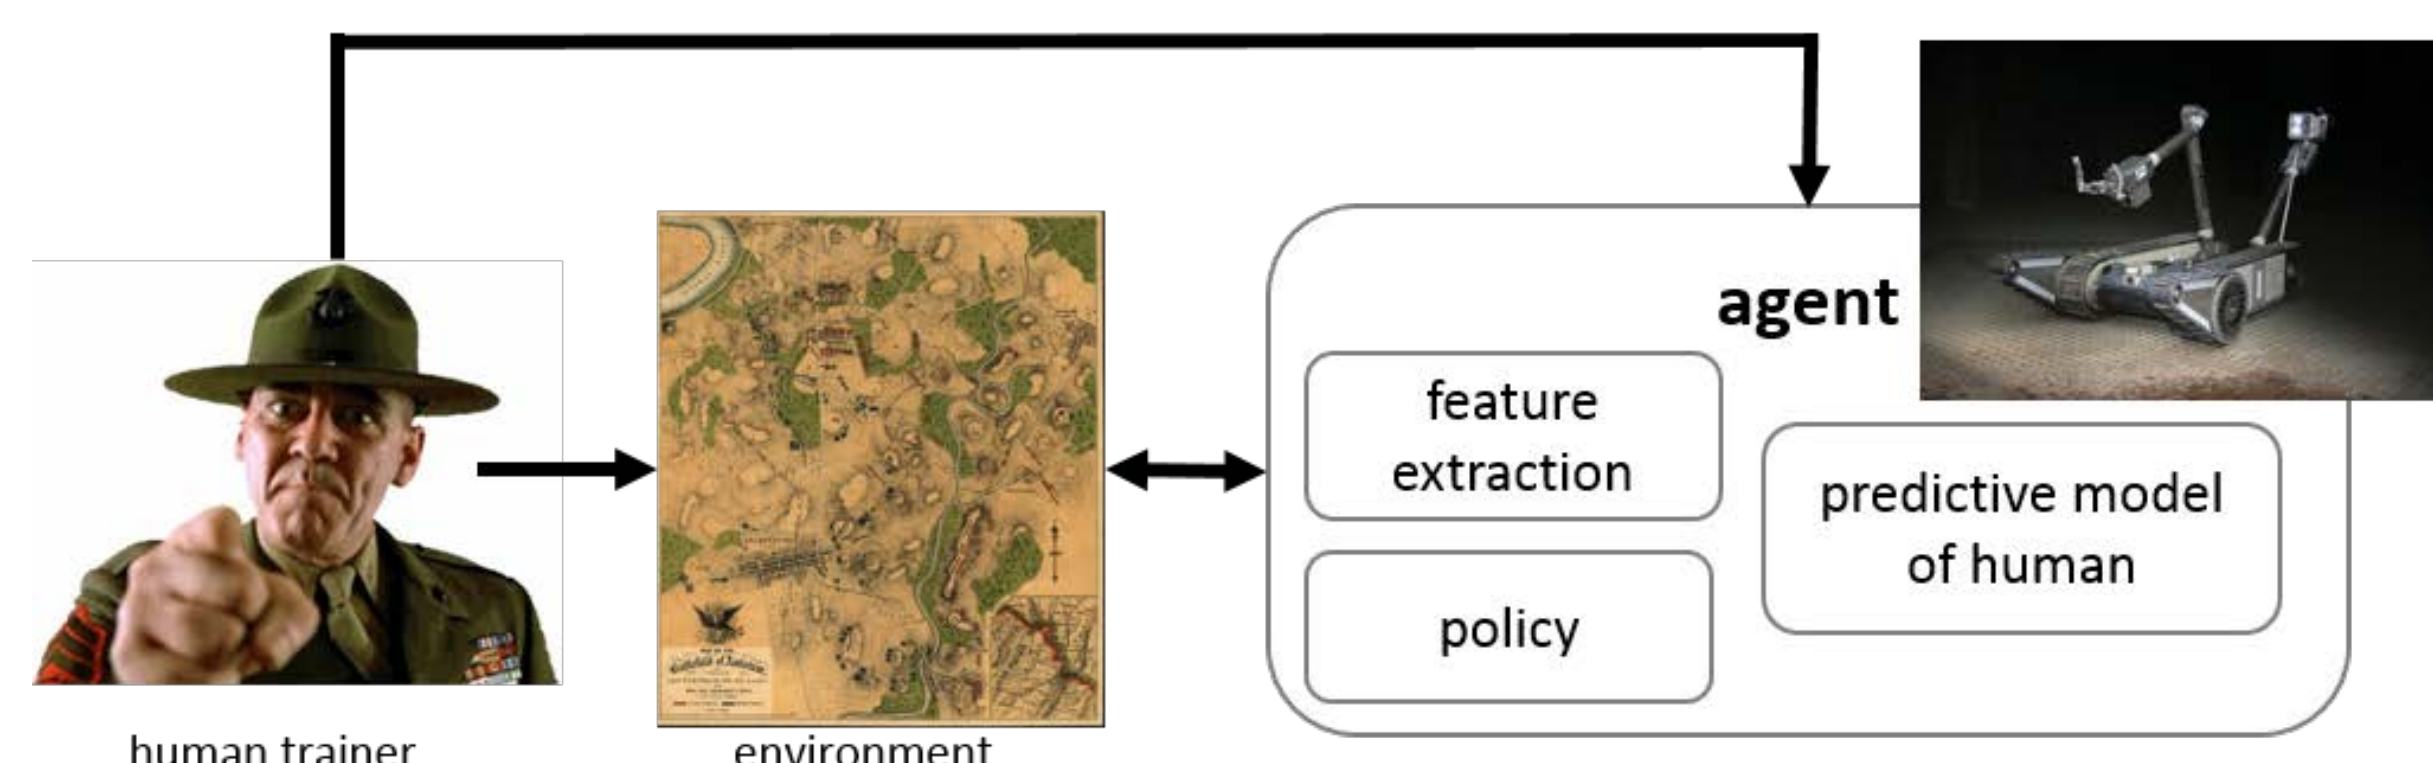 agent
feature
extraction
predictive model
of human
policy
human trainer
environment